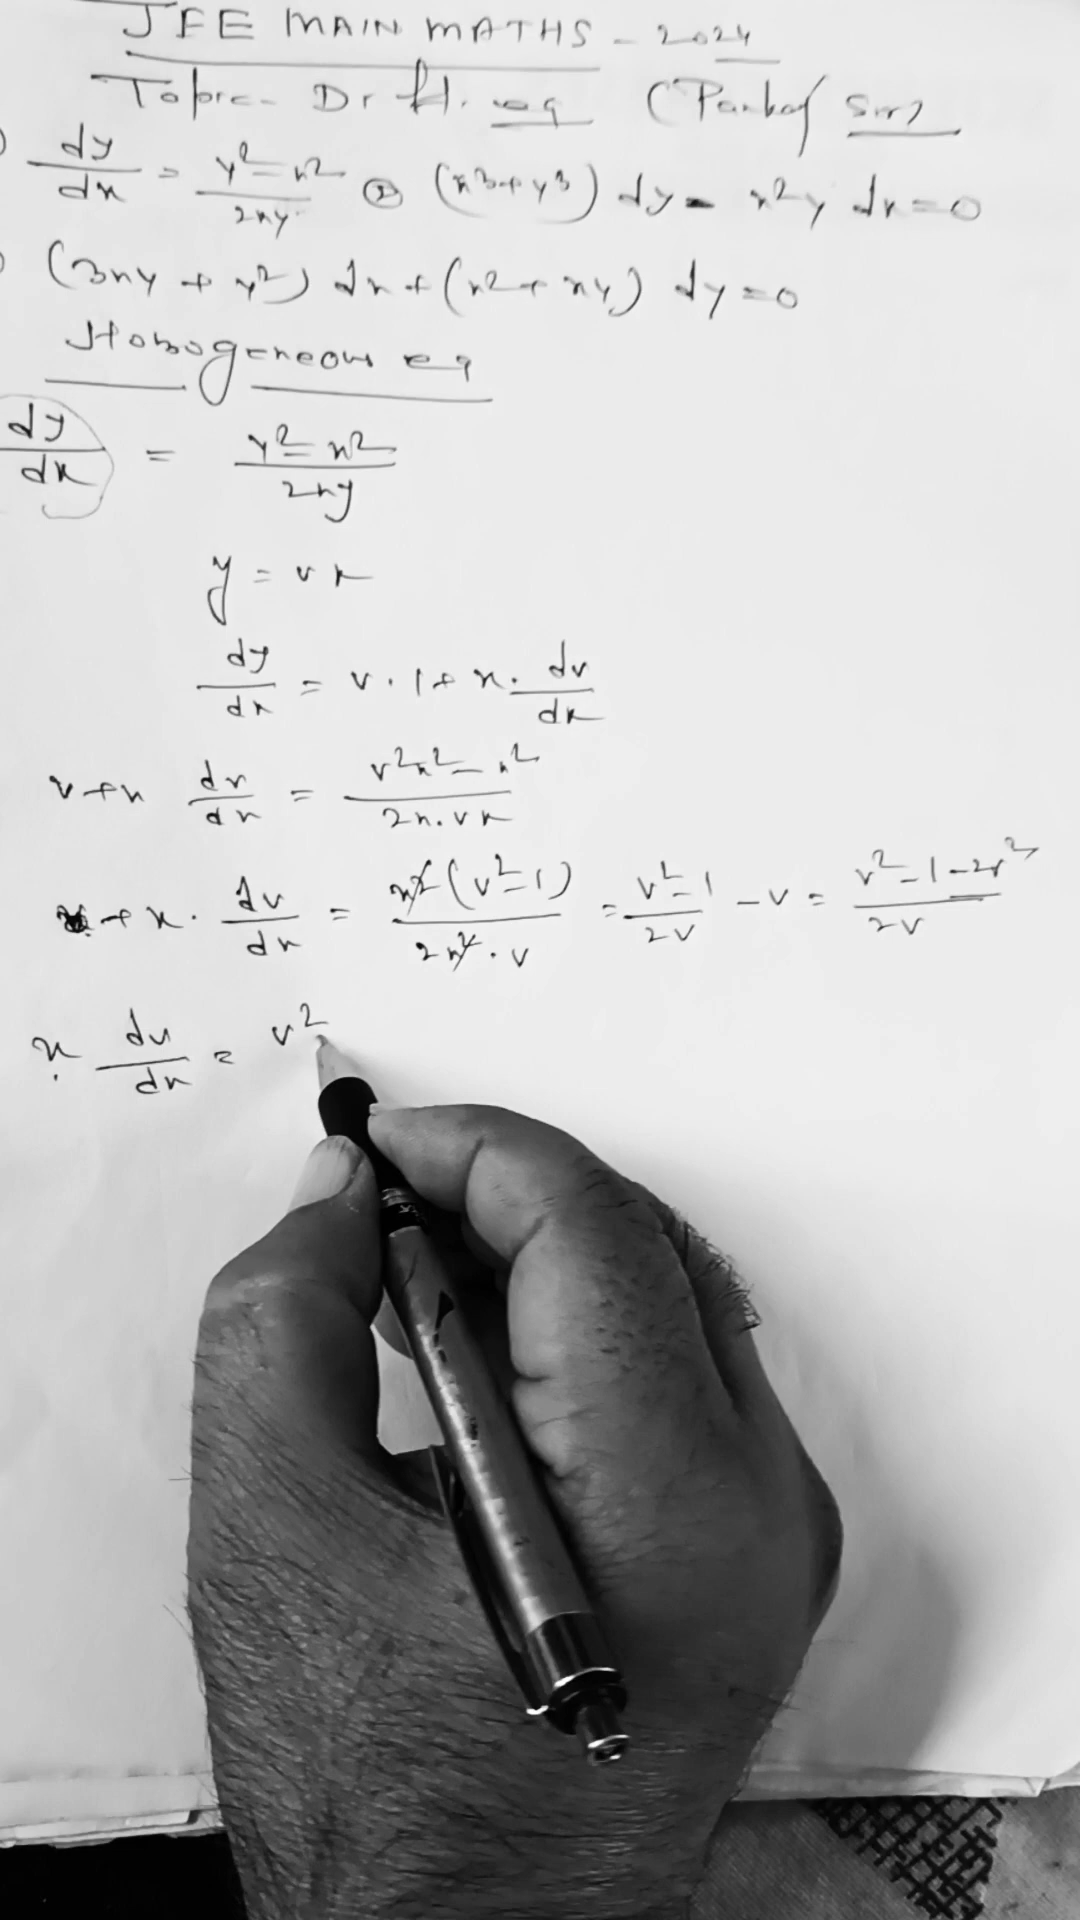 JEE MAIN MATHS - 2024
Topic - Diff. eq (Pankaj Sir)
) dy/dx = y²-x²/2xy ② (x³+y³) dy - x²y dx = 0
) (3xy + y²) dx + (x² + xy) dy = 0
Homogeneous eq
dy/dx = y²-x²/2xy
y = vx
dy/dx = v.1 + x. dv/dx
v + x dv/dx = v²x² - x²/2x.vx
+ x. dv/dx = x²(v²-1)/2x².v = v²-1/2v - v = v²-1-2v²/2v
x dv/dx = v²